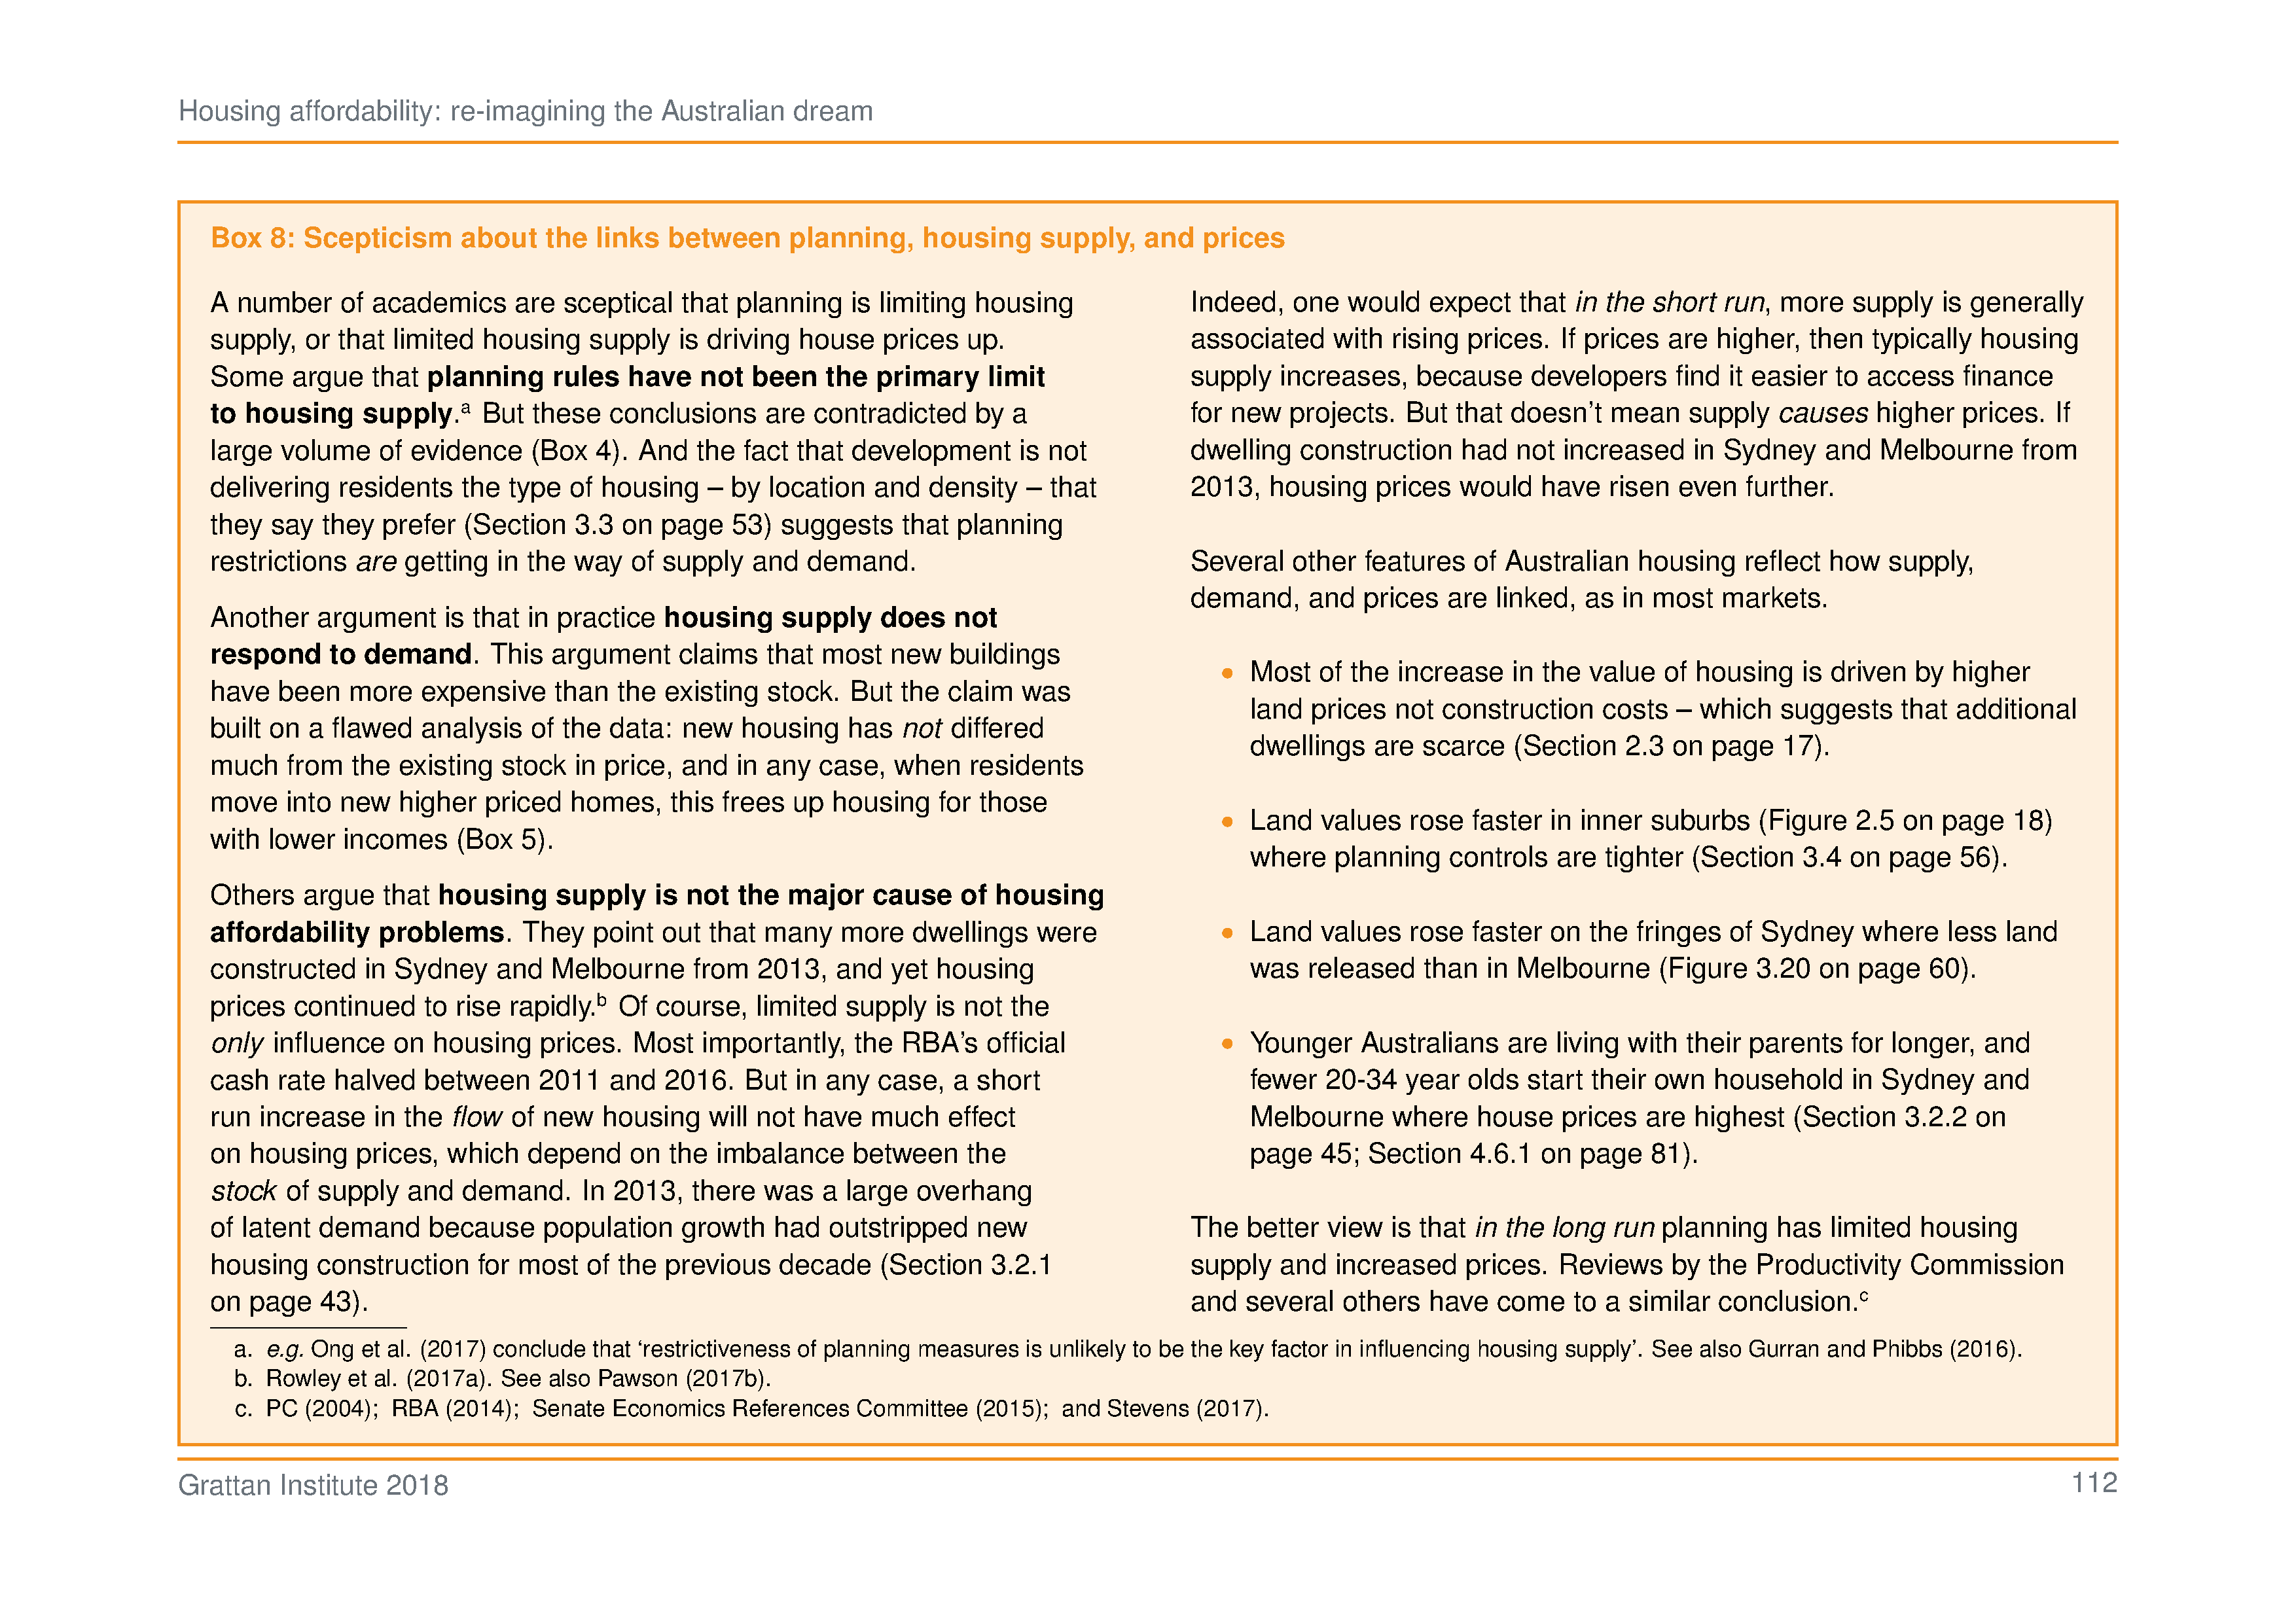 Housing affordability: re-imagining the Australian dream
Box 8: Scepticism about the links between planning, housing supply, and prices
A number of academics are sceptical that planning is limiting housing
supply, or that limited housing supply is driving house prices up.
Some argue that planning rules have not been the primary limit
to housing supply.a But these conclusions are contradicted by a
large volume of evidence (Box 4). And the fact that development is not
delivering residents the type of housing – by location and density – that
they say they prefer (Section 3.3 on page 53) suggests that planning
restrictions are getting in the way of supply and demand.
Another argument is that in practice housing supply does not
respond to demand. This argument claims that most new buildings
have been more expensive than the existing stock. But the claim was
built on a flawed analysis of the data: new housing has not differed
much from the existing stock in price, and in any case, when residents
move into new higher priced homes, this frees up housing for those
with lower incomes (Box 5).
Others argue that housing supply is not the major cause of housing
affordability problems. They point out that many more dwellings were
constructed in Sydney and Melbourne from 2013, and yet housing
prices continued to rise rapidly.b Of course, limited supply is not the
only influence on housing prices. Most importantly, the RBA's official
cash rate halved between 2011 and 2016. But in any case, a short
run increase in the flow of new housing will not have much effect
on housing prices, which depend on the imbalance between the
stock of supply and demand. In 2013, there was a large overhang
of latent demand because population growth had outstripped new
housing construction for most of the previous decade (Section 3.2.1
on page 43).
Indeed, one would expect that in the short run, more supply is generally
associated with rising prices. If prices are higher, then typically housing
supply increases, because developers find it easier to access finance
for new projects. But that doesn't mean supply causes higher prices. If
dwelling construction had not increased in Sydney and Melbourne from
2013, housing prices would have risen even further.
Several other features of Australian housing reflect how supply,
demand, and prices are linked, as in most markets.
• Most of the increase in the value of housing is driven by higher
land prices not construction costs – which suggests that additional
dwellings are scarce (Section 2.3 on page 17).
• Land values rose faster in inner suburbs (Figure 2.5 on page 18)
where planning controls are tighter (Section 3.4 on page 56).
• Land values rose faster on the fringes of Sydney where less land
was released than in Melbourne (Figure 3.20 on page 60).
• Younger Australians are living with their parents for longer, and
fewer 20-34 year olds start their own household in Sydney and
Melbourne where house prices are highest (Section 3.2.2 on
page 45; Section 4.6.1 on page 81).
The better view is that in the long run planning has limited housing
supply and increased prices. Reviews by the Productivity Commission
and several others have come to a similar conclusion.c
a. e.g. Ong et al. (2017) conclude that ‘restrictiveness of planning measures is unlikely to be the key factor in influencing housing supply’. See also Gurran and Phibbs (2016).
b. Rowley et al. (2017a). See also Pawson (2017b).
c. PC (2004); RBA (2014); Senate Economics References Committee (2015); and Stevens (2017).
Grattan Institute 2018
112